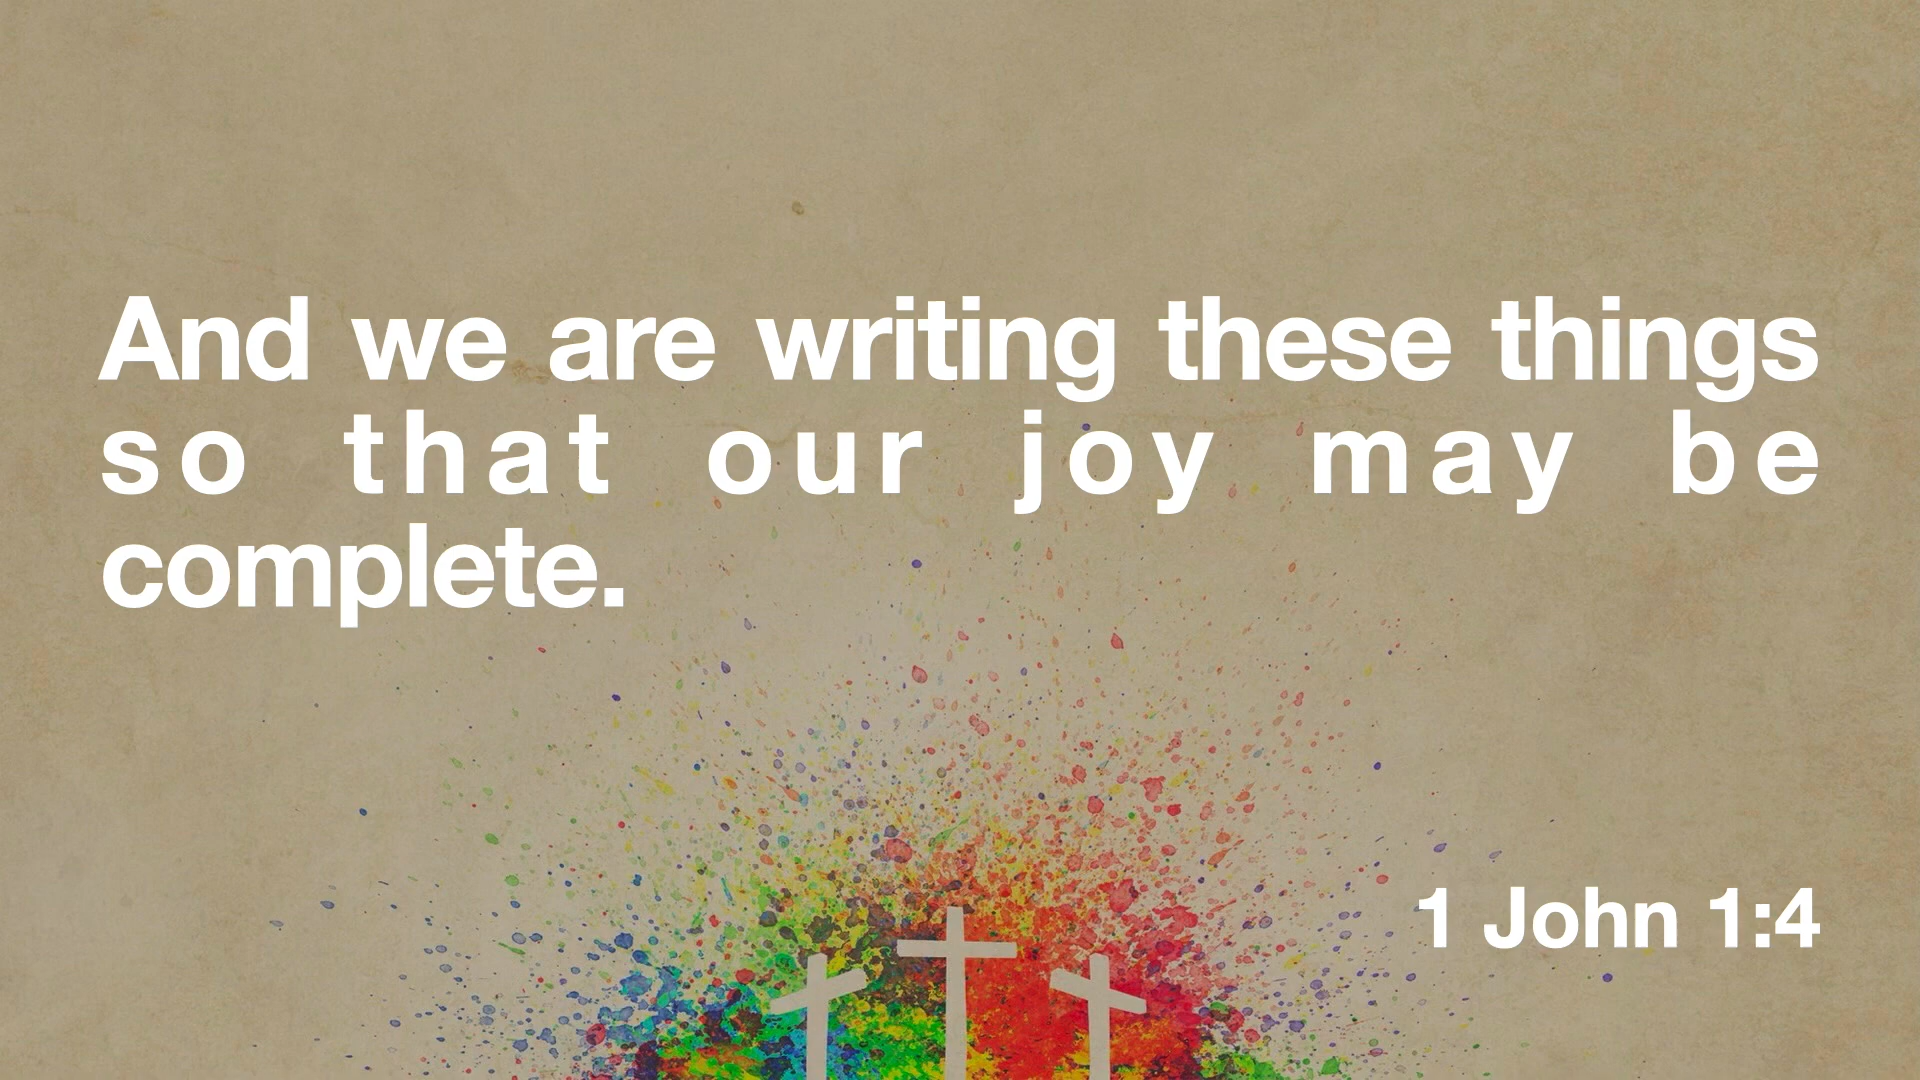 And we are writing these things
so that our joy may be
complete.
1 John 1:4